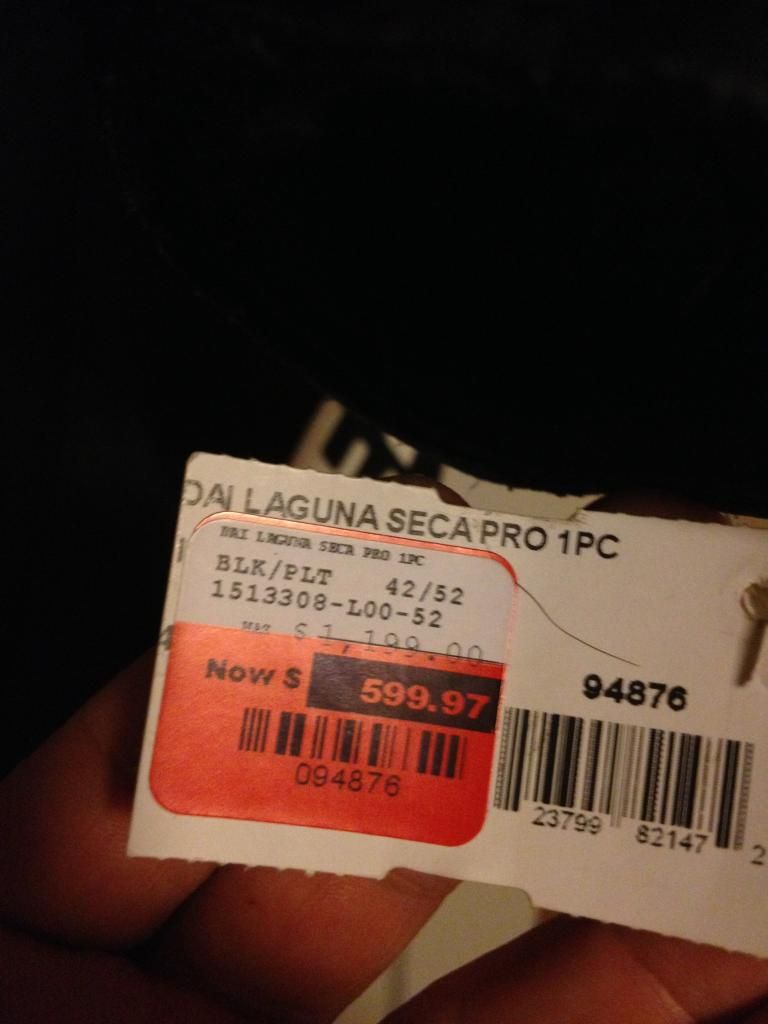 DAI LAGUNA SECA PRO 1PC
DAI LAGUNA SECA PRO 1PC
BLK/PLT 42/52
1513308-L00-52
$ 1,199.00
Now $ 599.97
094876
94876
23799 82147 2